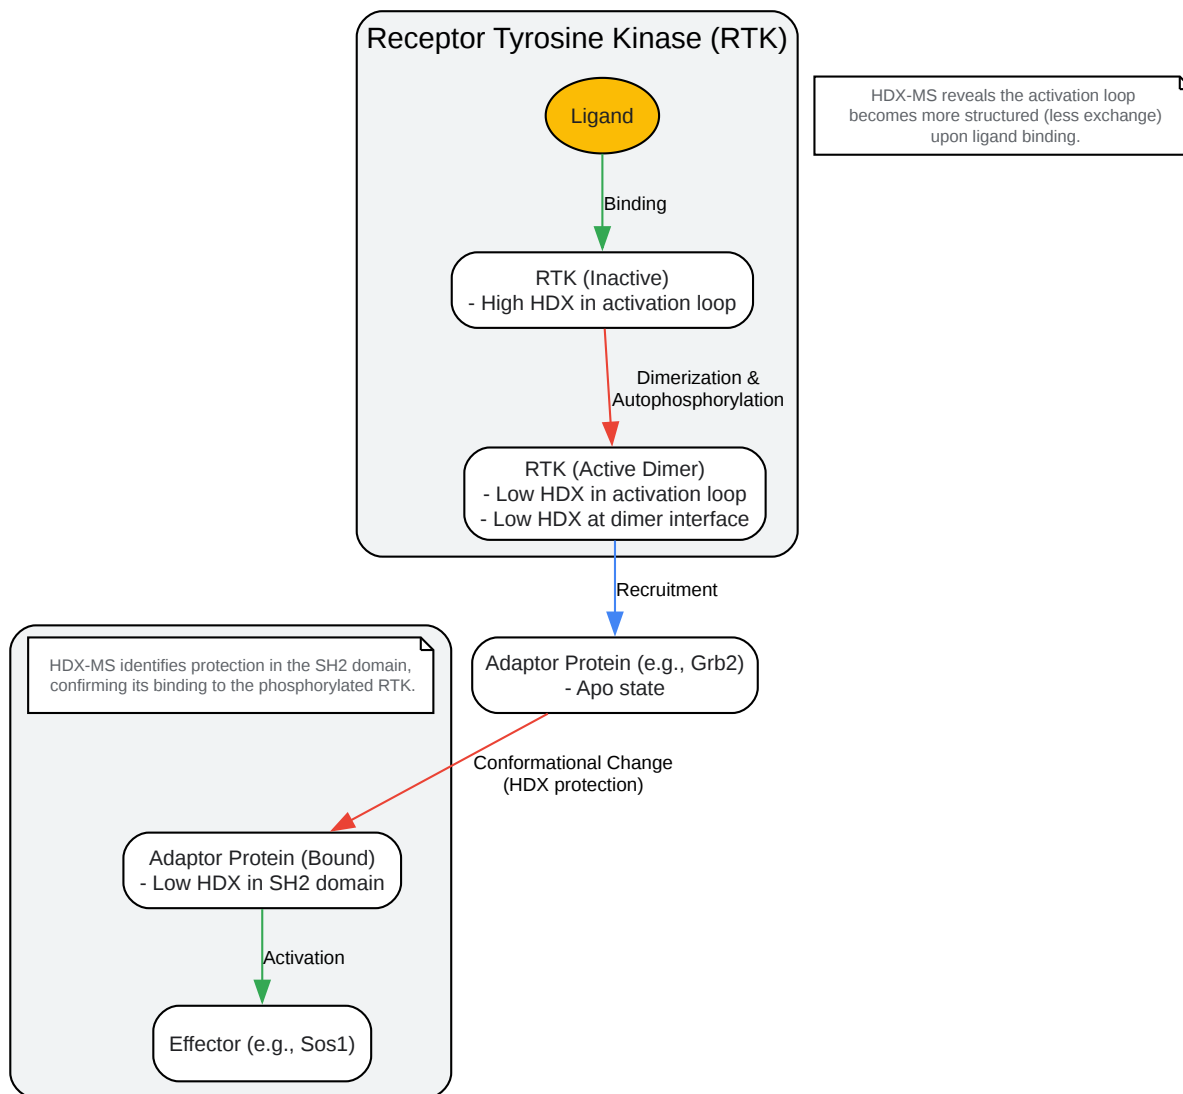 Receptor Tyrosine Kinase (RTK)
Ligand
HDX-MS reveals the activation loop
becomes more structured (less exchange)
upon ligand binding.
Binding
RTK (Inactive)
- High HDX in activation loop
Dimerization &
Autophosphorylation
RTK (Active Dimer)
- Low HDX in activation loop
- Low HDX at dimer interface
Recruitment
HDX-MS identifies protection in the SH2 domain,
confirming its binding to the phosphorylated RTK.
Adaptor Protein (e.g., Grb2)
- Apo state
Conformational Change
(HDX protection)
Adaptor Protein (Bound)
- Low HDX in SH2 domain
Activation
Effector (e.g., Sos1)